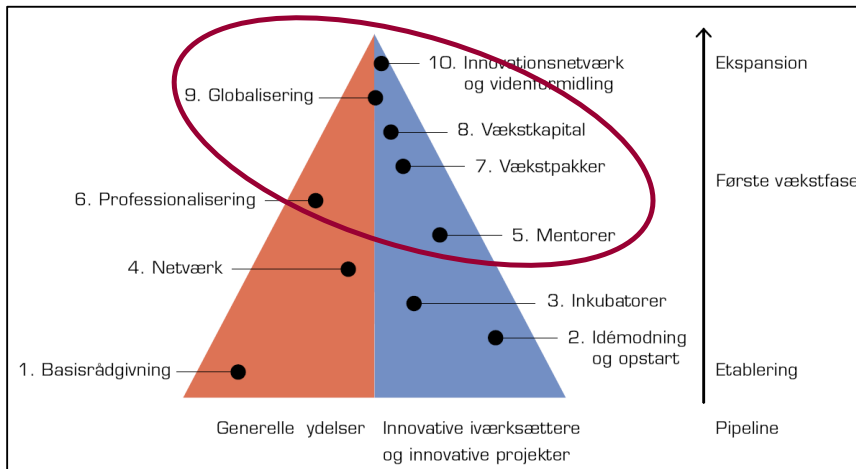 10. Innovationsnetværk
og videnformidling
Ekspansion
9. Globalisering
8. Vækstkapital
7. Vækstpakker
Første vækstfase
6. Professionalisering
5. Mentorer
4. Netværk
3. Inkubatorer
2. Idémodning
og opstart
1. Basisrådgivning
Etablering
Generelle ydelser
Innovative iværksættere
og innovative projekter
Pipeline